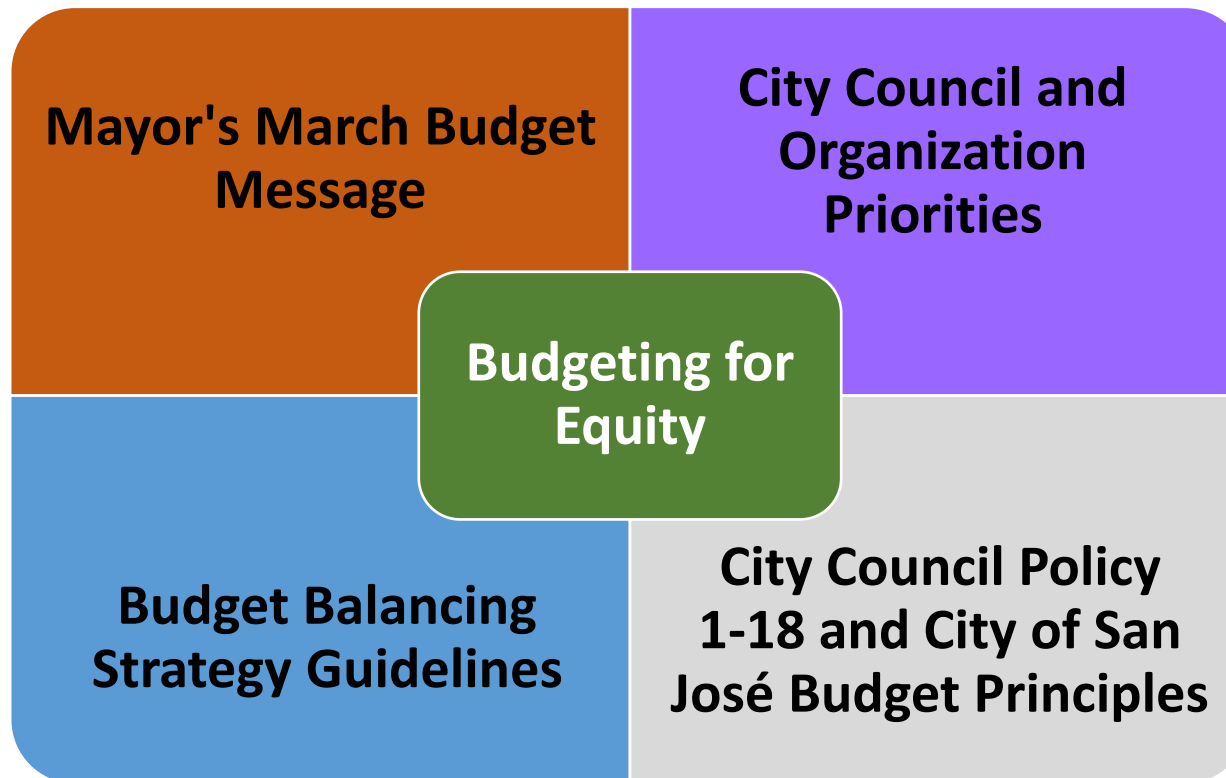 Mayor's March Budget
Message
City Council and
Organization
Priorities
Budgeting for
Equity
Budget Balancing
Strategy Guidelines
City Council Policy
1-18 and City of San
José Budget Principles